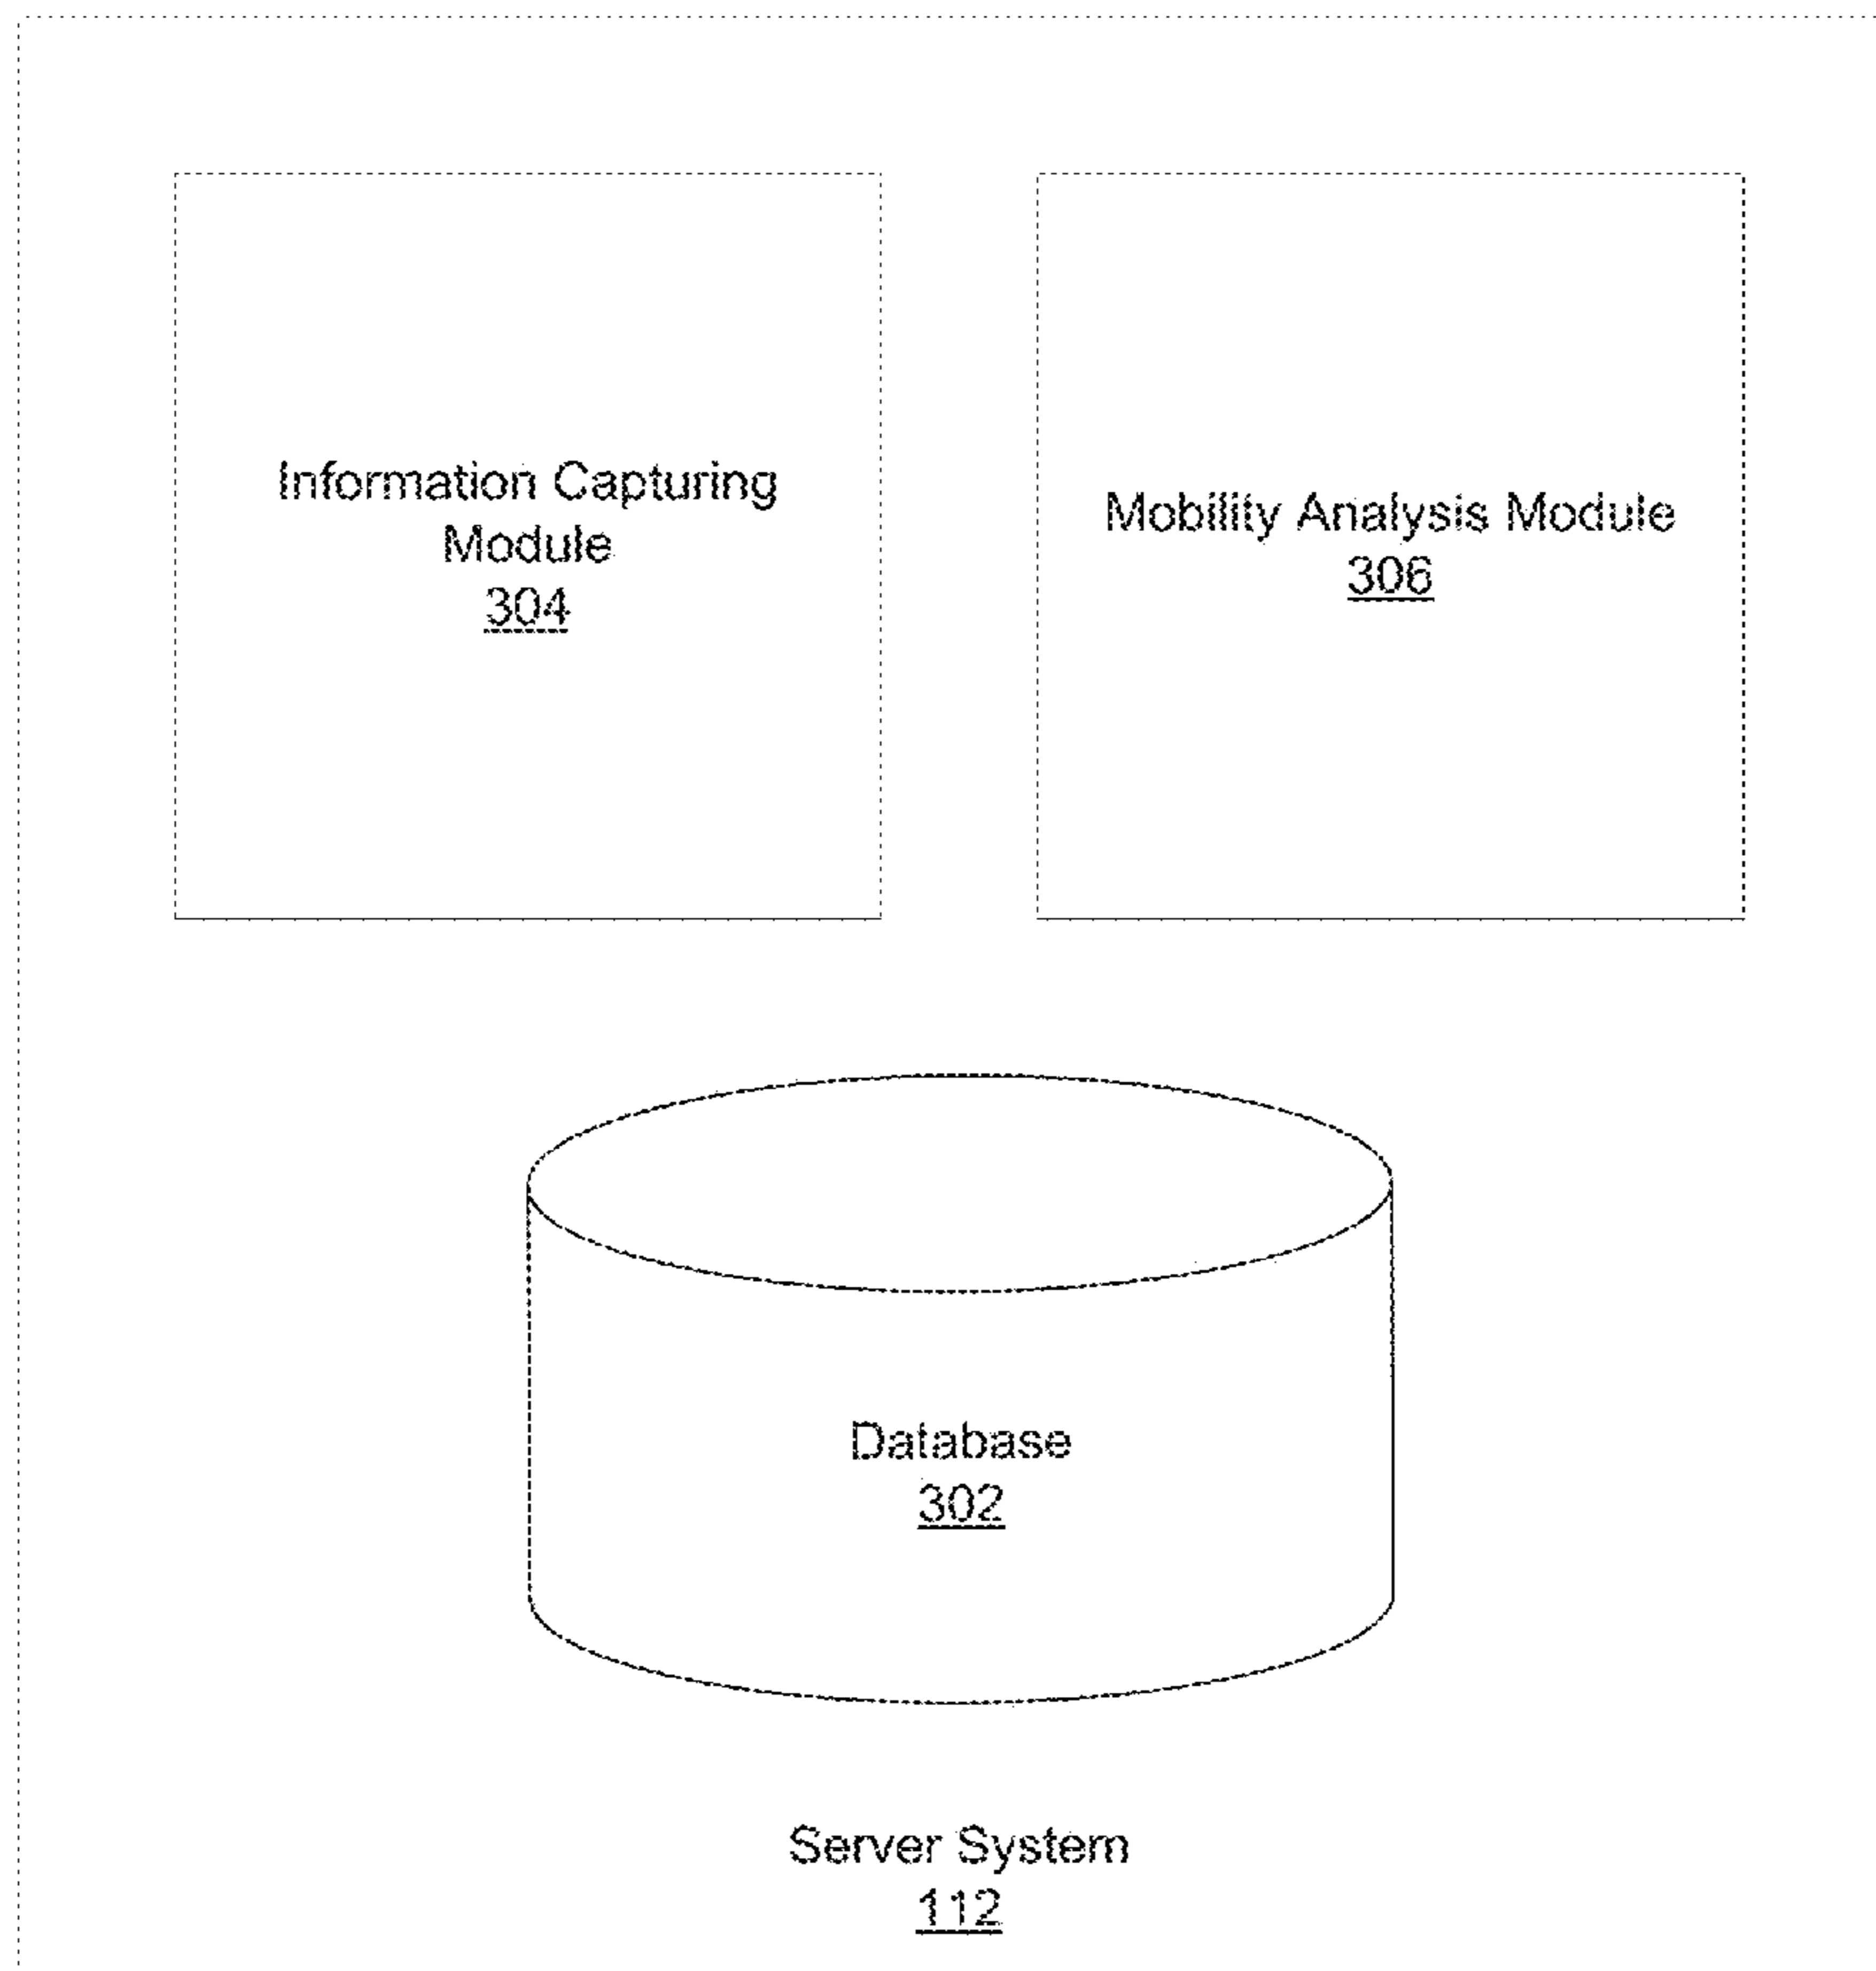 Information Capturing
Module
304
Mobility Analysis Module
306
Database
302
Server System
112